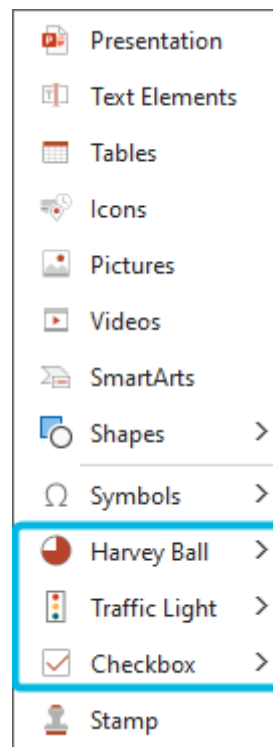 Presentation
Text Elements
Tables
Icons
Pictures
Videos
SmartArts
Shapes
Symbols
Harvey Ball
Traffic Light
Checkbox
Stamp